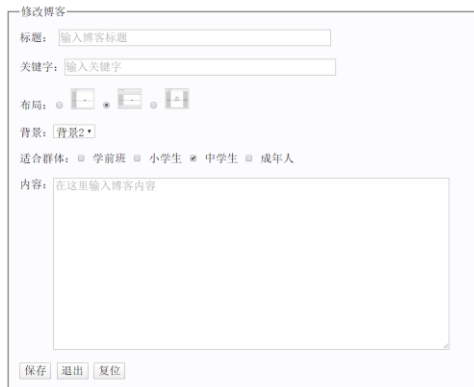 修改博客
标题： 输入博客标题
关键字： 输入关键字
布局：
背景： 背景2
适合群体： 学前班 小学生 中学生 成年人
内容： 在这里输入博客内容
保存 退出 复位